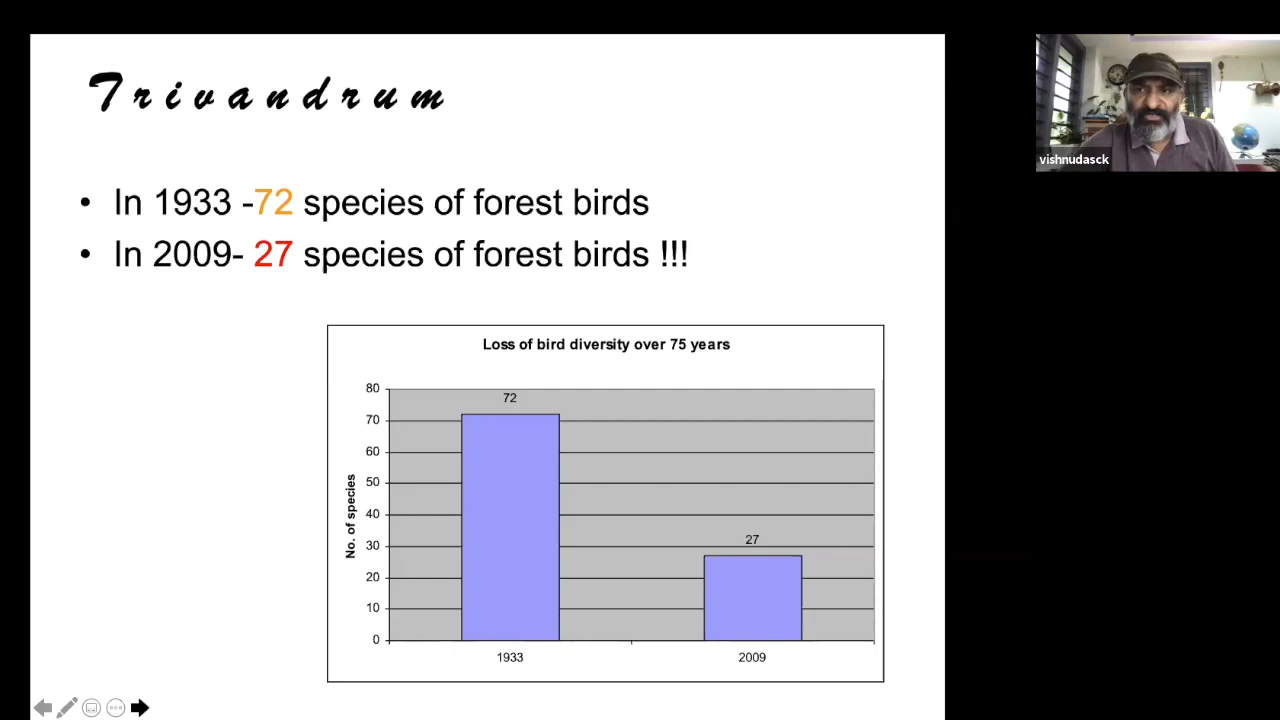 Trivandrum
• In 1933 -72 species of forest birds
• In 2009- 27 species of forest birds !!!
Loss of bird diversity over 75 years
No. of species
80
70
60
50
40
30
20
10
0
72
27
1933
2009
vishnudasck